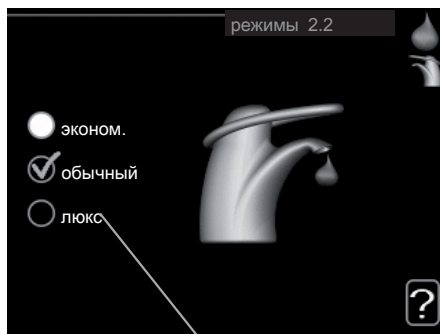 режимы 2.2
эконом.
обычный
люкс
?